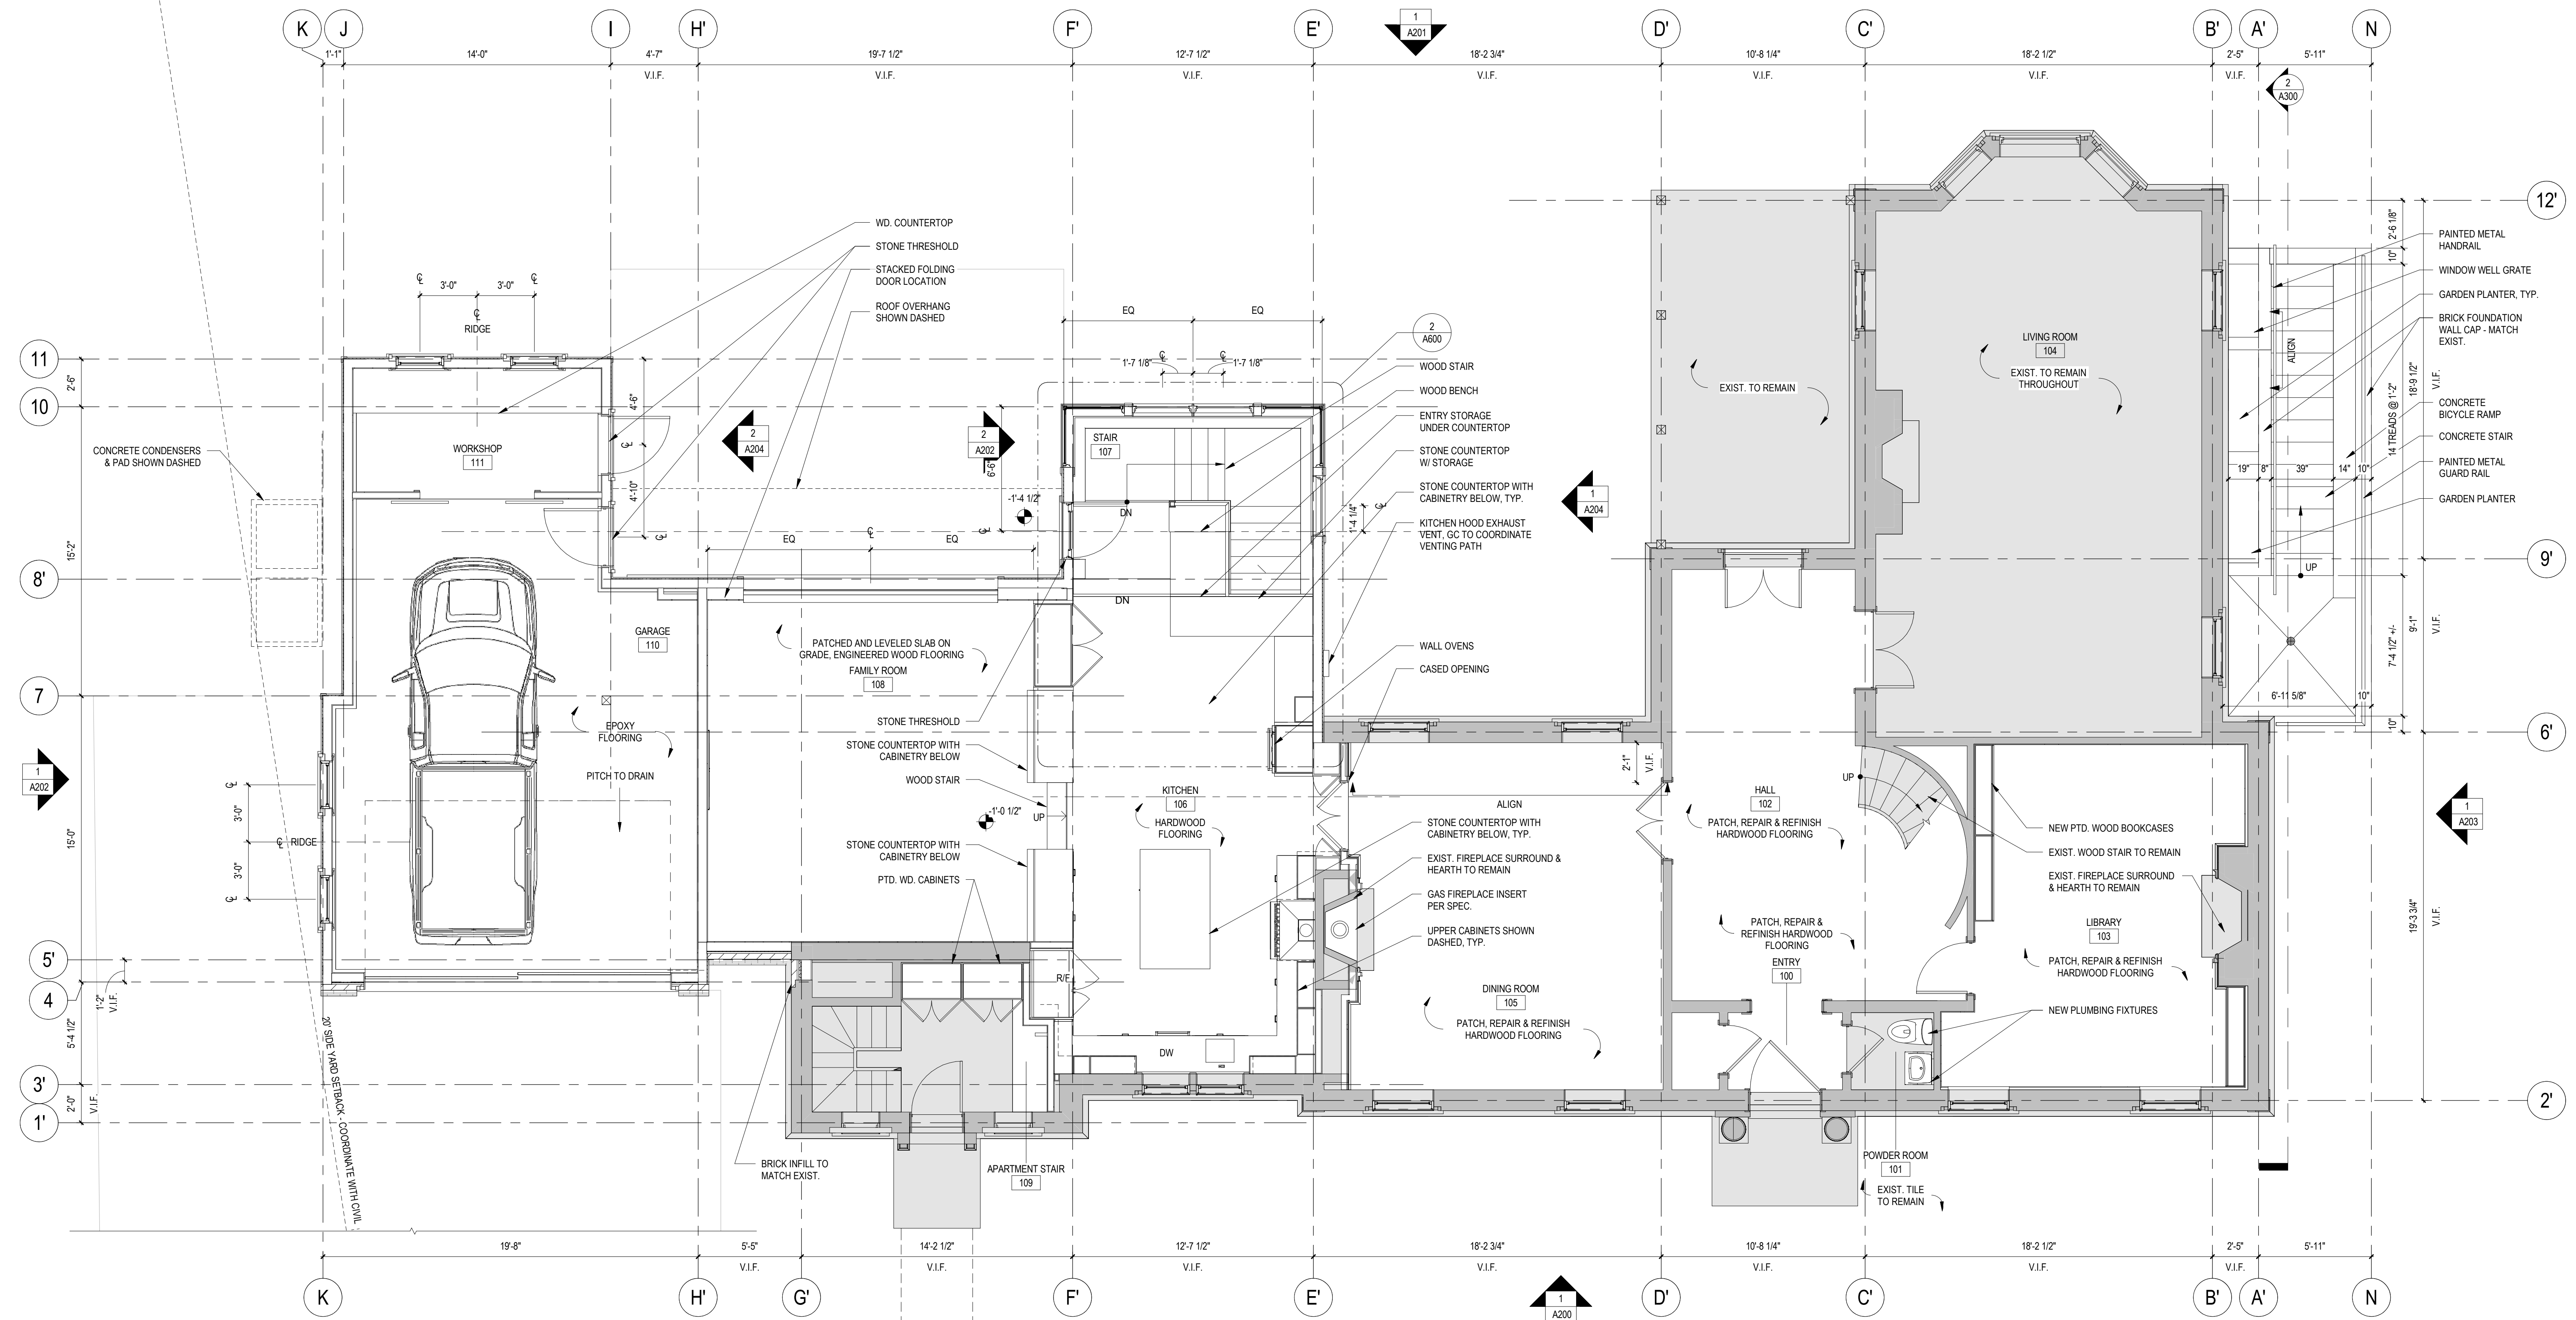 K
J
I
H'
F'
E'
1
A201
D'
C'
B'
A'
N
1'-1"
14'-0"
4'-7"
19'-7 1/2"
12'-7 1/2"
18'-2 3/4"
10'-8 1/4"
18'-2 1/2"
2'-5"
5'-11"
V.I.F.
V.I.F.
V.I.F.
V.I.F.
V.I.F.
V.I.F.
V.I.F.
2
A300
12'
11
10
8'
7
5'
4
3'
1'
9'
6'
2'
2'-6"
15'-2"
15'-0"
1'-2"
V.I.F.
5'-4 1/2"
2'-0"
V.I.F.
WD. COUNTERTOP
STONE THRESHOLD
STACKED FOLDING
DOOR LOCATION
ROOF OVERHANG
SHOWN DASHED
3'-0"
3'-0"
RIDGE
4'-6"
4'-10"
CONCRETE CONDENSERS
& PAD SHOWN DASHED
WORKSHOP
111
2
A204
2
A202
6'-6"
-1'-4 1/2"
EQ
EQ
1'-7 1/8"
1'-7 1/8"
2
A600
STAIR
107
DN
DN
1'-4 1/4"
EQ
EQ
WOOD STAIR
WOOD BENCH
ENTRY STORAGE
UNDER COUNTERTOP
STONE COUNTERTOP
W/ STORAGE
STONE COUNTERTOP WITH
CABINETRY BELOW, TYP.
KITCHEN HOOD EXHAUST
VENT, GC TO COORDINATE
VENTING PATH
WALL OVENS
CASED OPENING
1
A204
EXIST. TO REMAIN
LIVING ROOM
104
EXIST. TO REMAIN
THROUGHOUT
PAINTED METAL
HANDRAIL
WINDOW WELL GRATE
GARDEN PLANTER, TYP.
BRICK FOUNDATION
WALL CAP - MATCH
EXIST.
CONCRETE
BICYCLE RAMP
CONCRETE STAIR
PAINTED METAL
GUARD RAIL
GARDEN PLANTER
2'-6 1/8"
10"
ALIGN
14 TREADS @ 1'-2"
18'-9 1/2"
V.I.F.
19"
8"
39"
14"
10"
UP
7'-4 1/2" +/-
9'-1"
V.I.F.
6'-11 5/8"
10"
10"
19'-3 3/4"
V.I.F.
GARAGE
110
EPOXY
FLOORING
PITCH TO DRAIN
3'-0"
RIDGE
3'-0"
1
A202
PATCHED AND LEVELED SLAB ON
GRADE, ENGINEERED WOOD FLOORING
FAMILY ROOM
108
STONE THRESHOLD
STONE COUNTERTOP WITH
CABINETRY BELOW
WOOD STAIR
-1'-0 1/2"
UP
STONE COUNTERTOP WITH
CABINETRY BELOW
PTD. WD. CABINETS
KITCHEN
106
HARDWOOD
FLOORING
R/F
DW
2'-1"
V.I.F.
ALIGN
STONE COUNTERTOP WITH
CABINETRY BELOW, TYP.
EXIST. FIREPLACE SURROUND &
HEARTH TO REMAIN
GAS FIREPLACE INSERT
PER SPEC.
UPPER CABINETS SHOWN
DASHED, TYP.
DINING ROOM
105
PATCH, REPAIR & REFINISH
HARDWOOD FLOORING
HALL
102
PATCH, REPAIR & REFINISH
HARDWOOD FLOORING
PATCH, REPAIR &
REFINISH HARDWOOD
FLOORING
ENTRY
100
UP
NEW PTD. WOOD BOOKCASES
EXIST. WOOD STAIR TO REMAIN
EXIST. FIREPLACE SURROUND
& HEARTH TO REMAIN
LIBRARY
103
PATCH, REPAIR & REFINISH
HARDWOOD FLOORING
NEW PLUMBING FIXTURES
1
A203
20' SIDE YARD SETBACK - COORDINATE WITH CIVIL
BRICK INFILL TO
MATCH EXIST.
APARTMENT STAIR
109
POWDER ROOM
101
EXIST. TILE
TO REMAIN
19'-8"
5'-5"
14'-2 1/2"
12'-7 1/2"
18'-2 3/4"
10'-8 1/4"
18'-2 1/2"
2'-5"
5'-11"
V.I.F.
V.I.F.
V.I.F.
V.I.F.
V.I.F.
V.I.F.
V.I.F.
K
H'
G'
F'
E'
1
A200
D'
C'
B'
A'
N